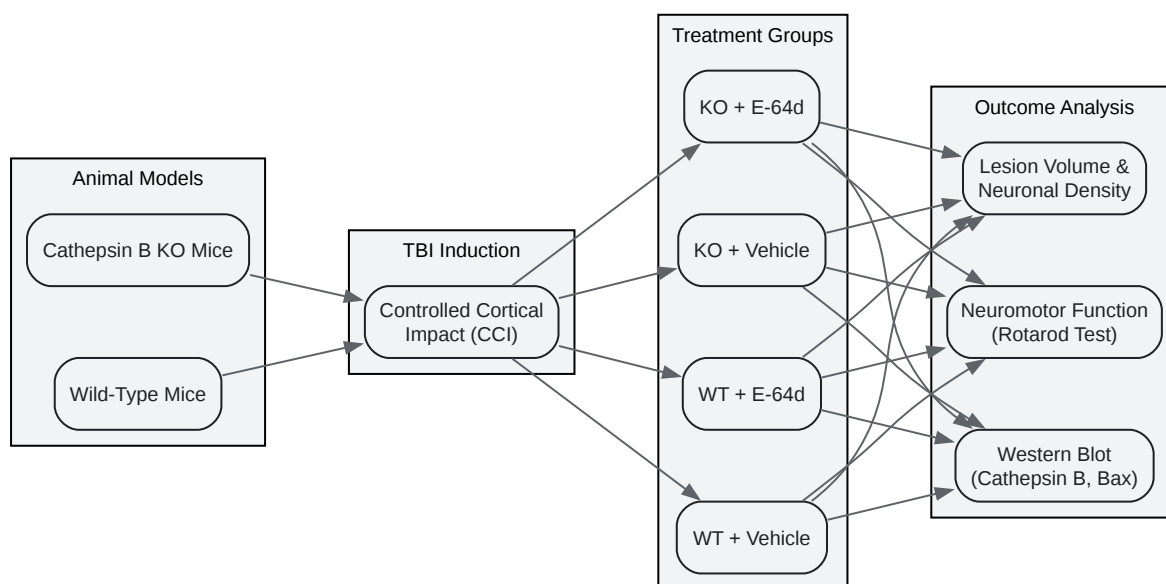 Animal Models
Cathepsin B KO Mice
Wild-Type Mice
TBI Induction
Controlled Cortical
Impact (CCI)
Treatment Groups
KO + E-64d
KO + Vehicle
WT + E-64d
WT + Vehicle
Outcome Analysis
Lesion Volume &
Neuronal Density
Neuromotor Function
(Rotarod Test)
Western Blot
(Cathepsin B, Bax)